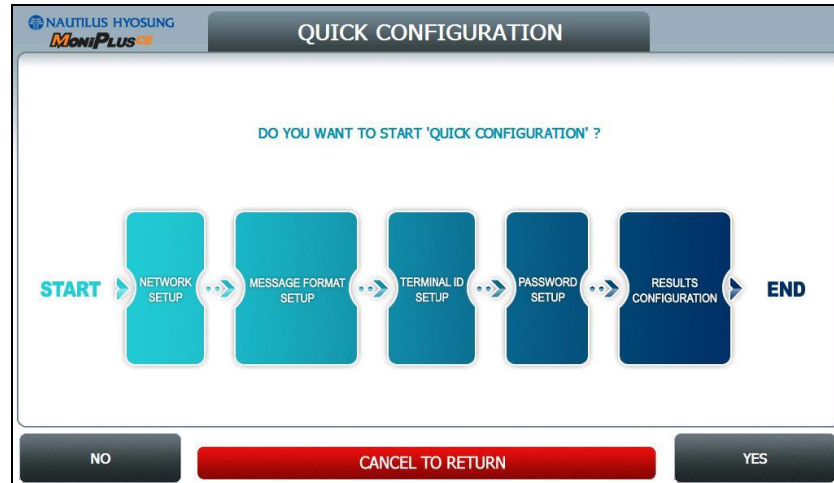 NAUTILUS HYOSUNG
MoniPlusCE
QUICK CONFIGURATION
DO YOU WANT TO START 'QUICK CONFIGURATION' ?
START
NETWORK
SETUP
MESSAGE FORMAT
SETUP
TERMINAL ID
SETUP
PASSWORD
SETUP
RESULTS
CONFIGURATION
END
NO
CANCEL TO RETURN
YES